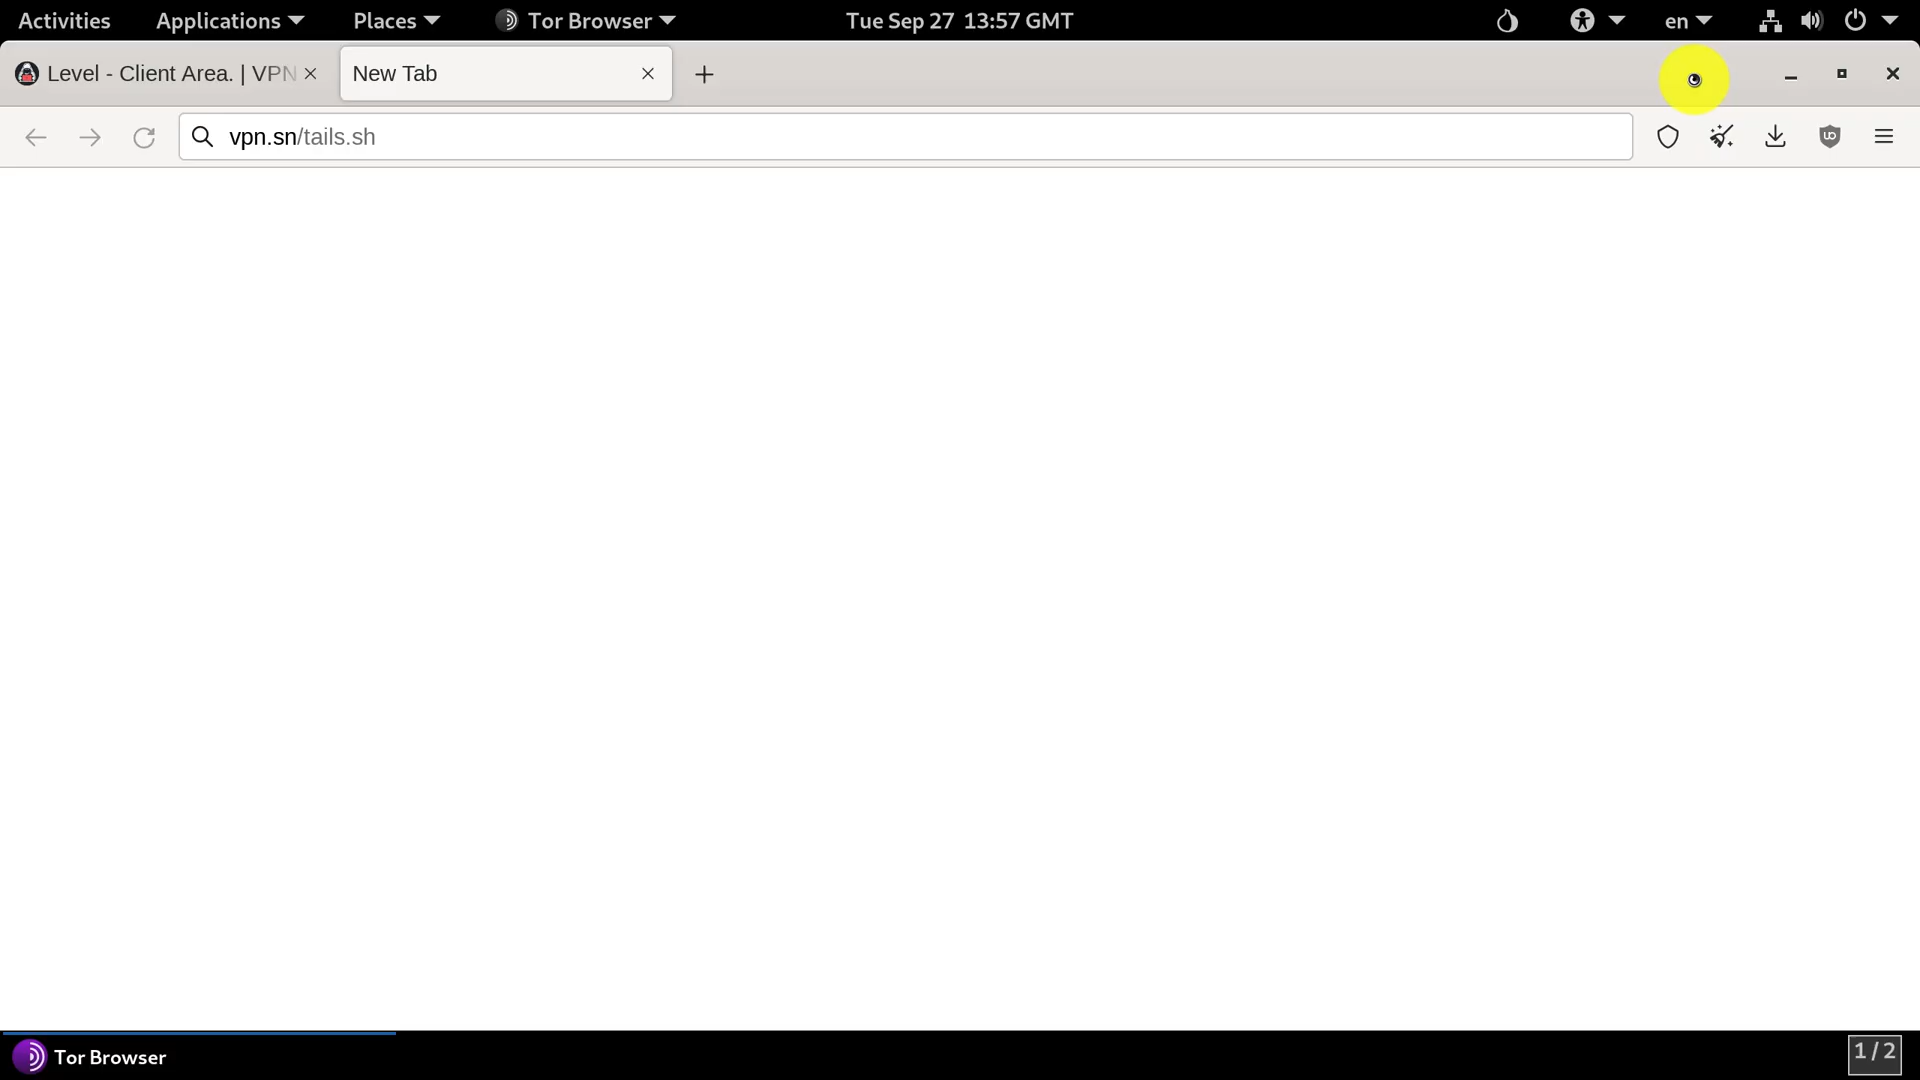 Activities Applications Places Tor Browser Tue Sep 27 13:57 GMT en
Level - Client Area. | VPN New Tab
vpn.sn/tails.sh
Tor Browser 1/2